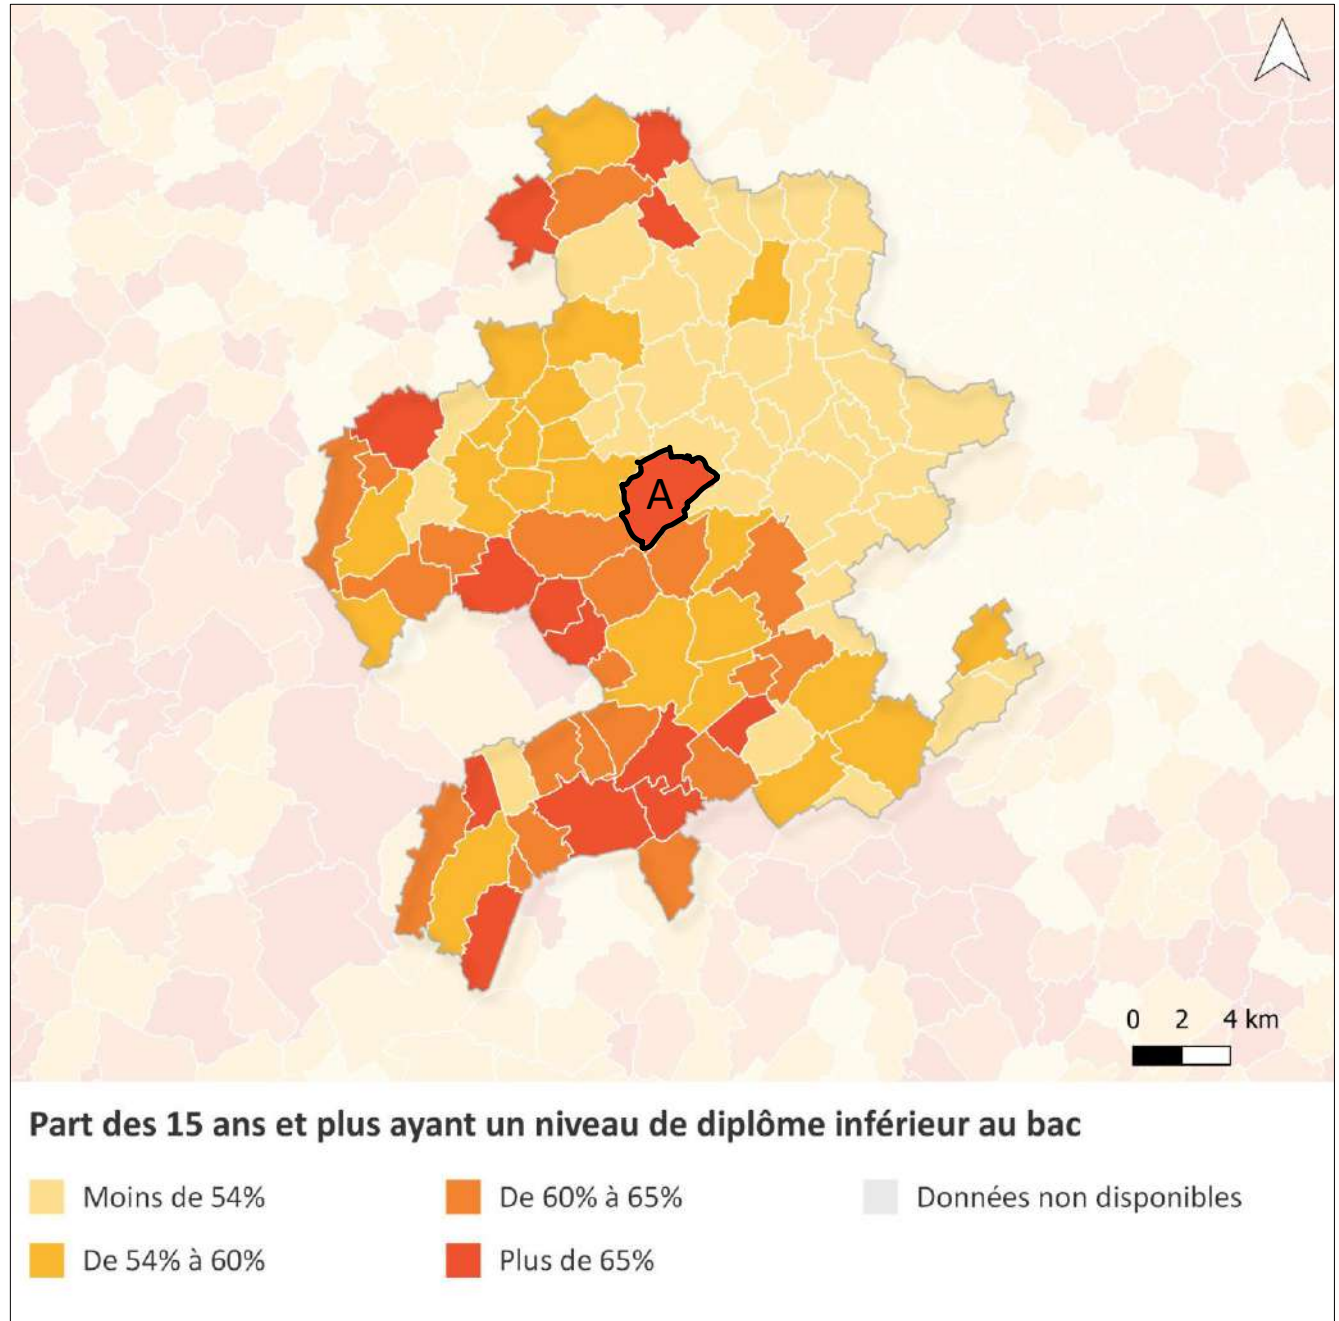 A
0 2 4 km
Part des 15 ans et plus ayant un niveau de diplôme inférieur au bac
Moins de 54%
De 60% à 65%
Données non disponibles
De 54% à 60%
Plus de 65%